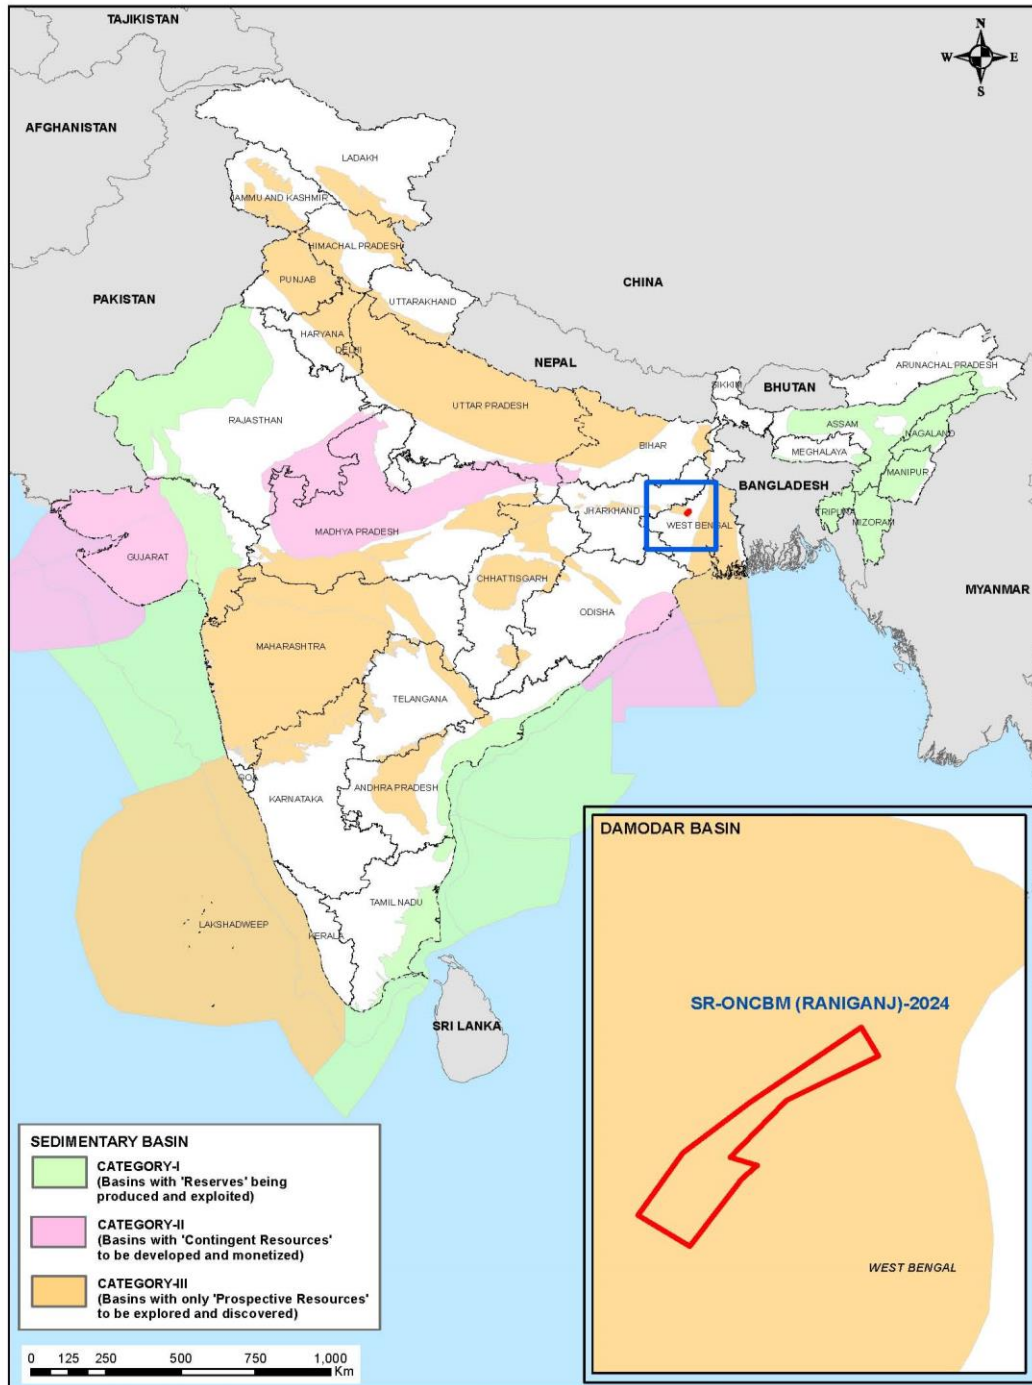 TAJIKISTAN
N
W
E
S
AFGHANISTAN
LADAKH
AMMU AND KASHMIR
HIMACHAL PRADESH
CHINA
PUNJAB
PAKISTAN
UTTARAKHAND
HARYANA
DELHI
NEPAL
ARUNACHAL PRADESH
SIKKIM
BHUTAN
UTTAR PRADESH
RAJASTHAN
ASSAM
NAGALAND
BIHAR
MEGHALAYA
MANIPUR
BANGLADESH
JHARKHAND
TRIPURA
MIZORAM
WEST BENGAL
MADHYA PRADESH
GUJARAT
CHHATTISGARH
MYANMAR
ODISHA
MAHARASHTRA
TELANGANA
GOA
ANDHRA PRADESH
KARNATAKA
DAMODAR BASIN
TAMIL NADU
LAKSHADWEEP
KERALA
SR-ONCBM (RANIGANJ)-2024
SRI LANKA
WEST BENGAL
SEDIMENTARY BASIN
CATEGORY-I
(Basins with 'Reserves' being
produced and exploited)
CATEGORY-II
(Basins with 'Contingent Resources'
to be developed and monetized)
CATEGORY-III
(Basins with only 'Prospective Resources'
to be explored and discovered)
0 125 250 500 750 1,000
Km